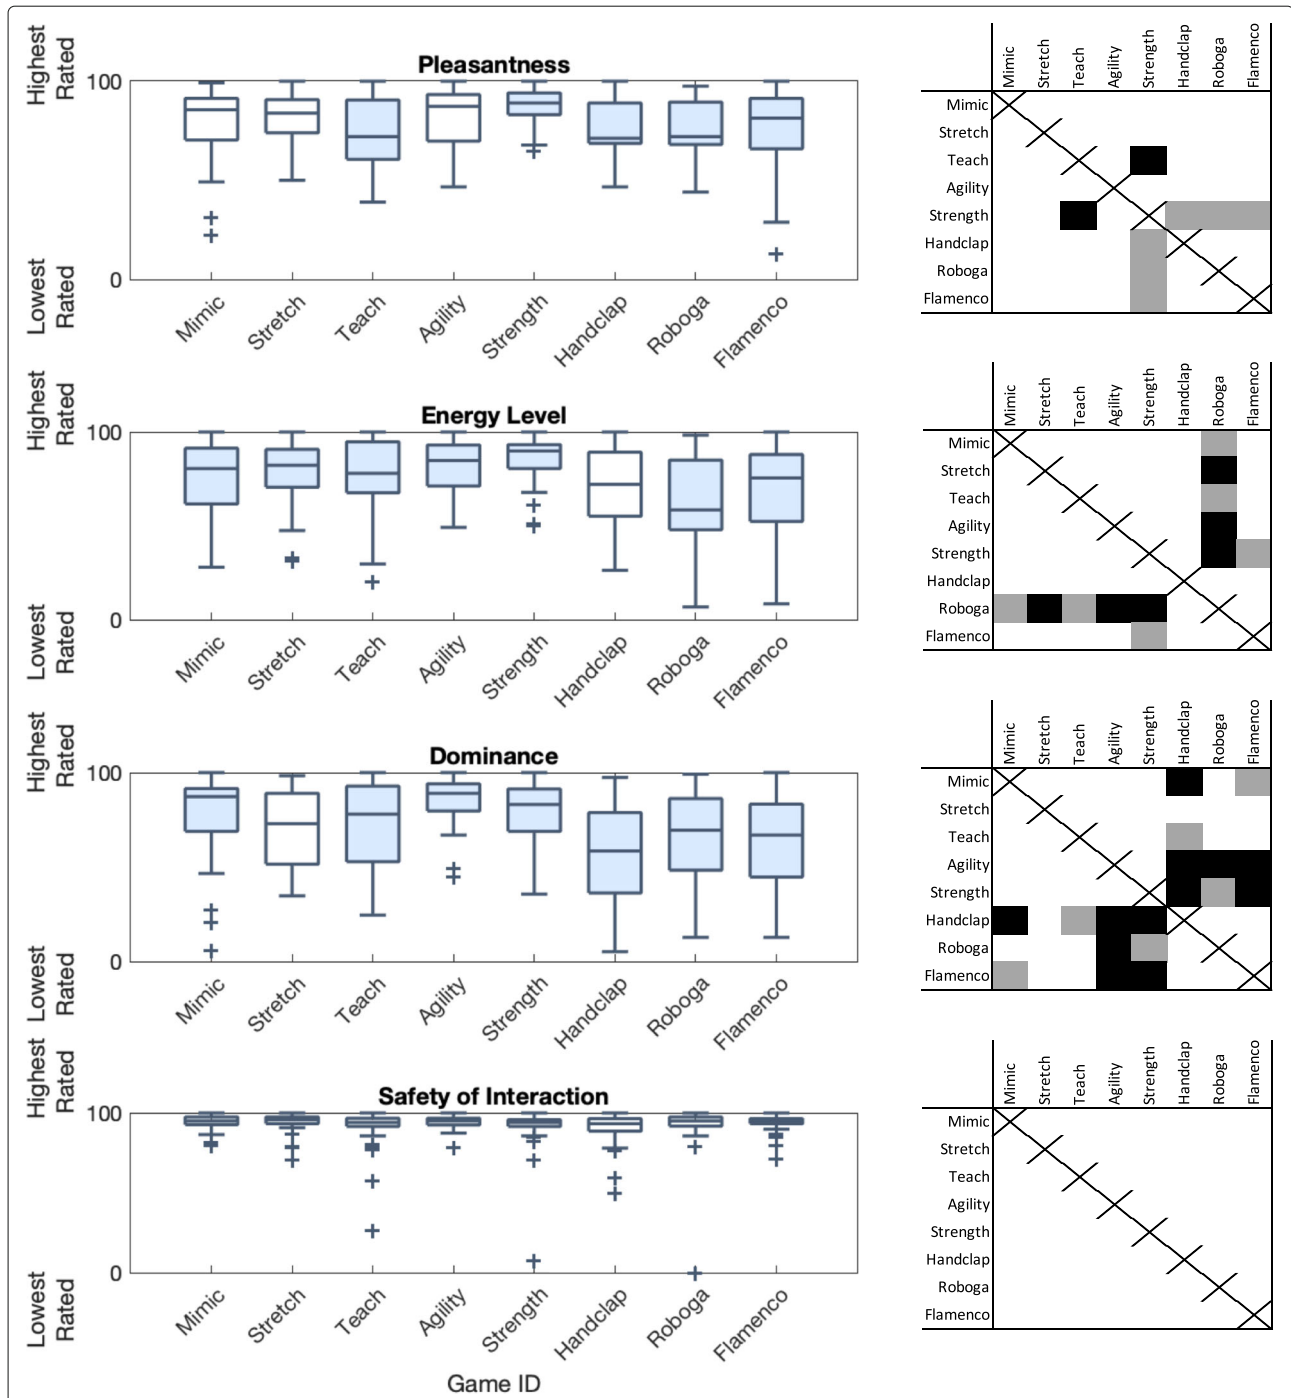 Highest
Rated
Pleasantness
100
0
Lowest
Rated
Mimic
Stretch
Teach
Agility
Strength
Handclap
Roboga
Flamenco
Mimic
Stretch
Teach
Agility
Strength
Handclap
Roboga
Flamenco
Mimic
Stretch
Teach
Agility
Strength
Handclap
Roboga
Flamenco
Highest
Rated
Energy Level
100
0
Lowest
Rated
Mimic
Stretch
Teach
Agility
Strength
Handclap
Roboga
Flamenco
Mimic
Stretch
Teach
Agility
Strength
Handclap
Roboga
Flamenco
Mimic
Stretch
Teach
Agility
Strength
Handclap
Roboga
Flamenco
Highest
Rated
Dominance
100
0
Lowest
Rated
Mimic
Stretch
Teach
Agility
Strength
Handclap
Roboga
Flamenco
Mimic
Stretch
Teach
Agility
Strength
Handclap
Roboga
Flamenco
Mimic
Stretch
Teach
Agility
Strength
Handclap
Roboga
Flamenco
Highest
Rated
Safety of Interaction
100
0
Lowest
Rated
Mimic
Stretch
Teach
Agility
Strength
Handclap
Roboga
Flamenco
Game ID
Mimic
Stretch
Teach
Agility
Strength
Handclap
Roboga
Flamenco
Mimic
Stretch
Teach
Agility
Strength
Handclap
Roboga
Flamenco